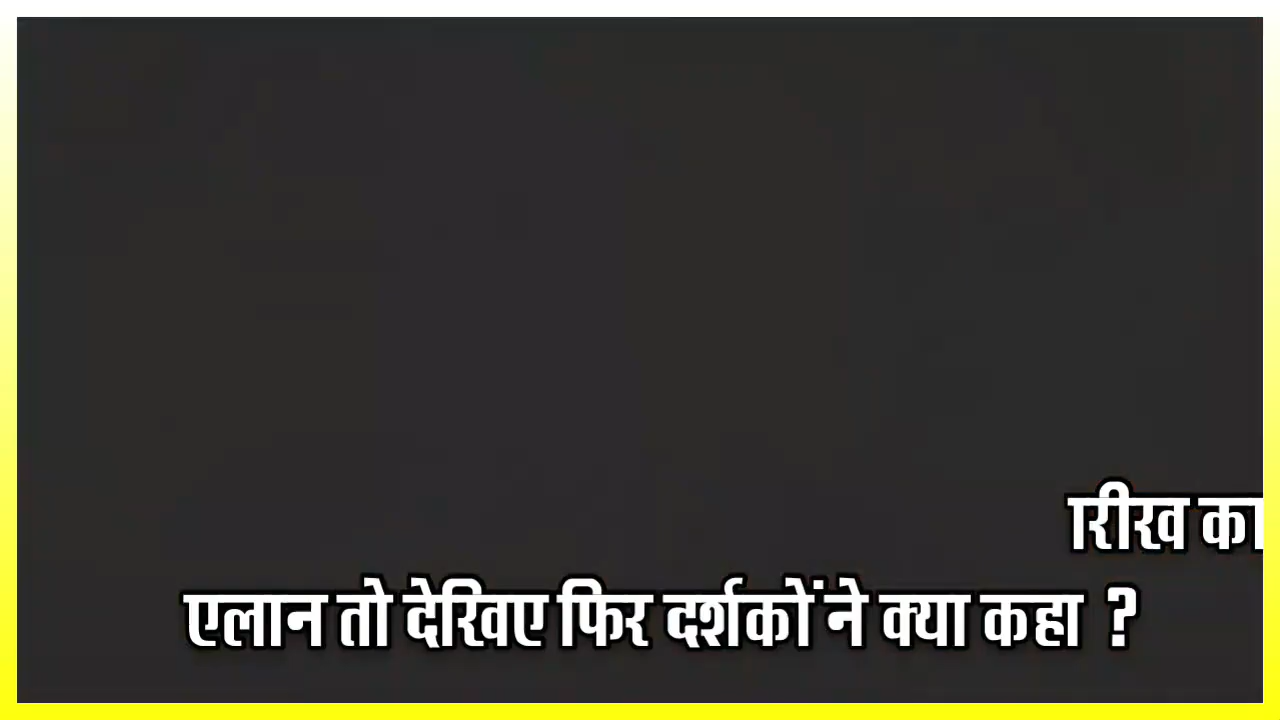 ारीख का
एलान तो देखिए फिर दर्शकों ने क्या कहा ?